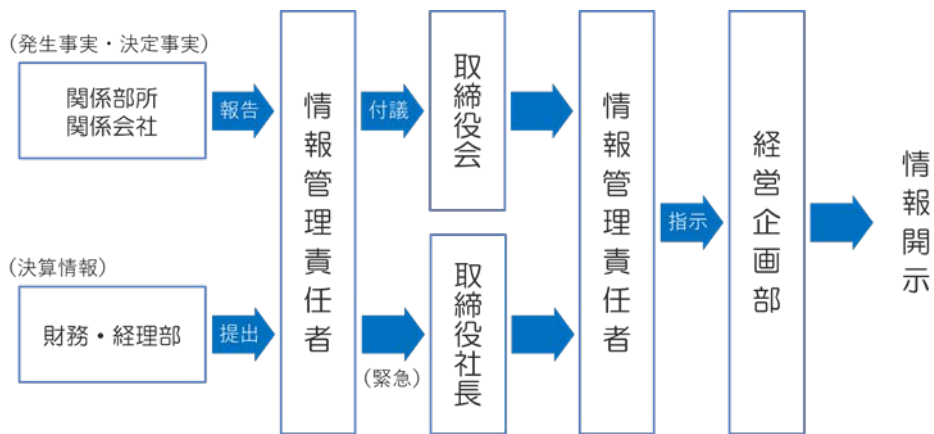 (発生事実・決定事実)
関係部所
関係会社
報告
(決算情報)
財務・経理部
提出
情報管理責任者
付議
(緊急)
取締役会
取締役社長
情報管理責任者
指示
経営企画部
情報開示